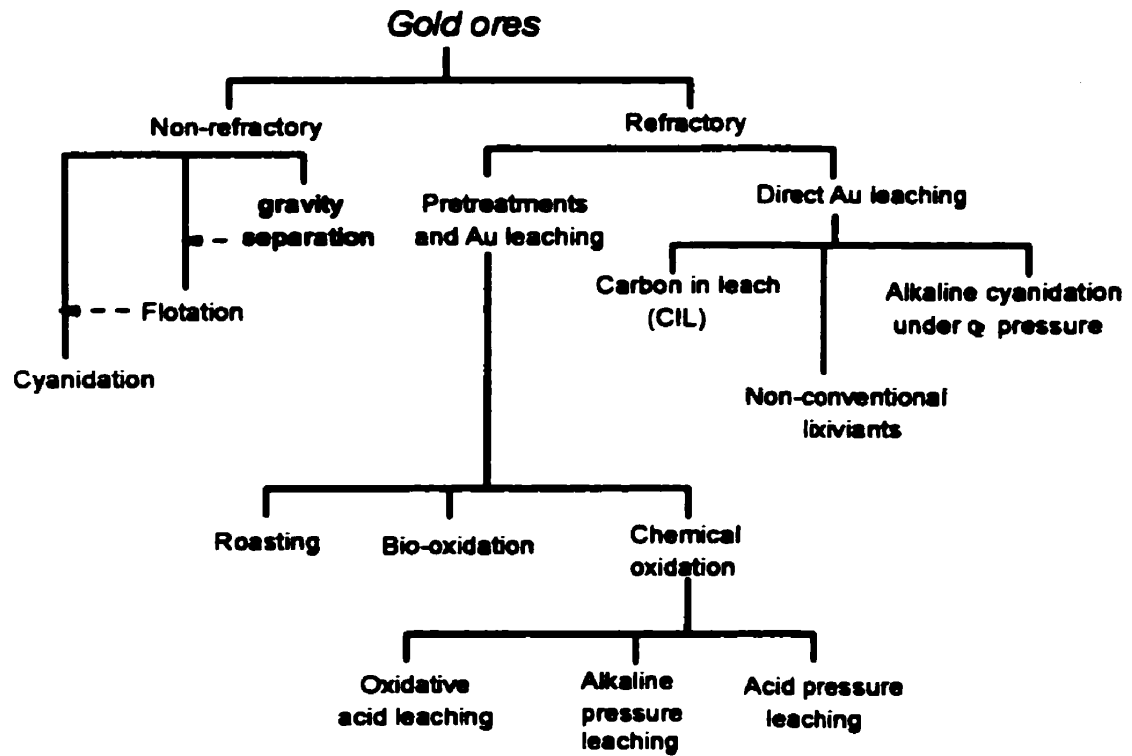 Gold ores
Non-refractory
Refractory
gravity
separation
Pretreatments
and Au leaching
Direct Au leaching
Flotation
Cyanidation
Carbon in leach
(CIL)
Alkaline cyanidation
under O₂ pressure
Non-conventional
lixiviants
Roasting
Bio-oxidation
Chemical
oxidation
Oxidative
acid leaching
Alkaline
pressure
leaching
Acid pressure
leaching